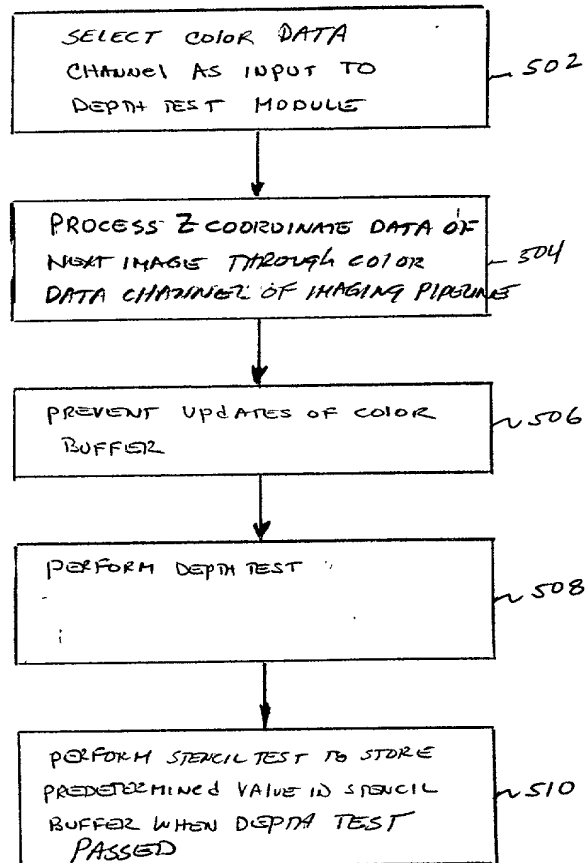 SELECT COLOR DATA
CHANNEL AS INPUT TO
DEPTH TEST MODULE
502
PROCESS Z COORDINATE DATA OF
NEXT IMAGE THROUGH COLOR
DATA CHANNEL OF IMAGING PIPELINE
504
PREVENT UPDATES OF COLOR
BUFFER
506
PERFORM DEPTH TEST
508
PERFORM STENCIL TEST TO STORE
PREDETERMINED VALUE IN STENCIL
BUFFER WHEN DEPTH TEST
PASSED
510